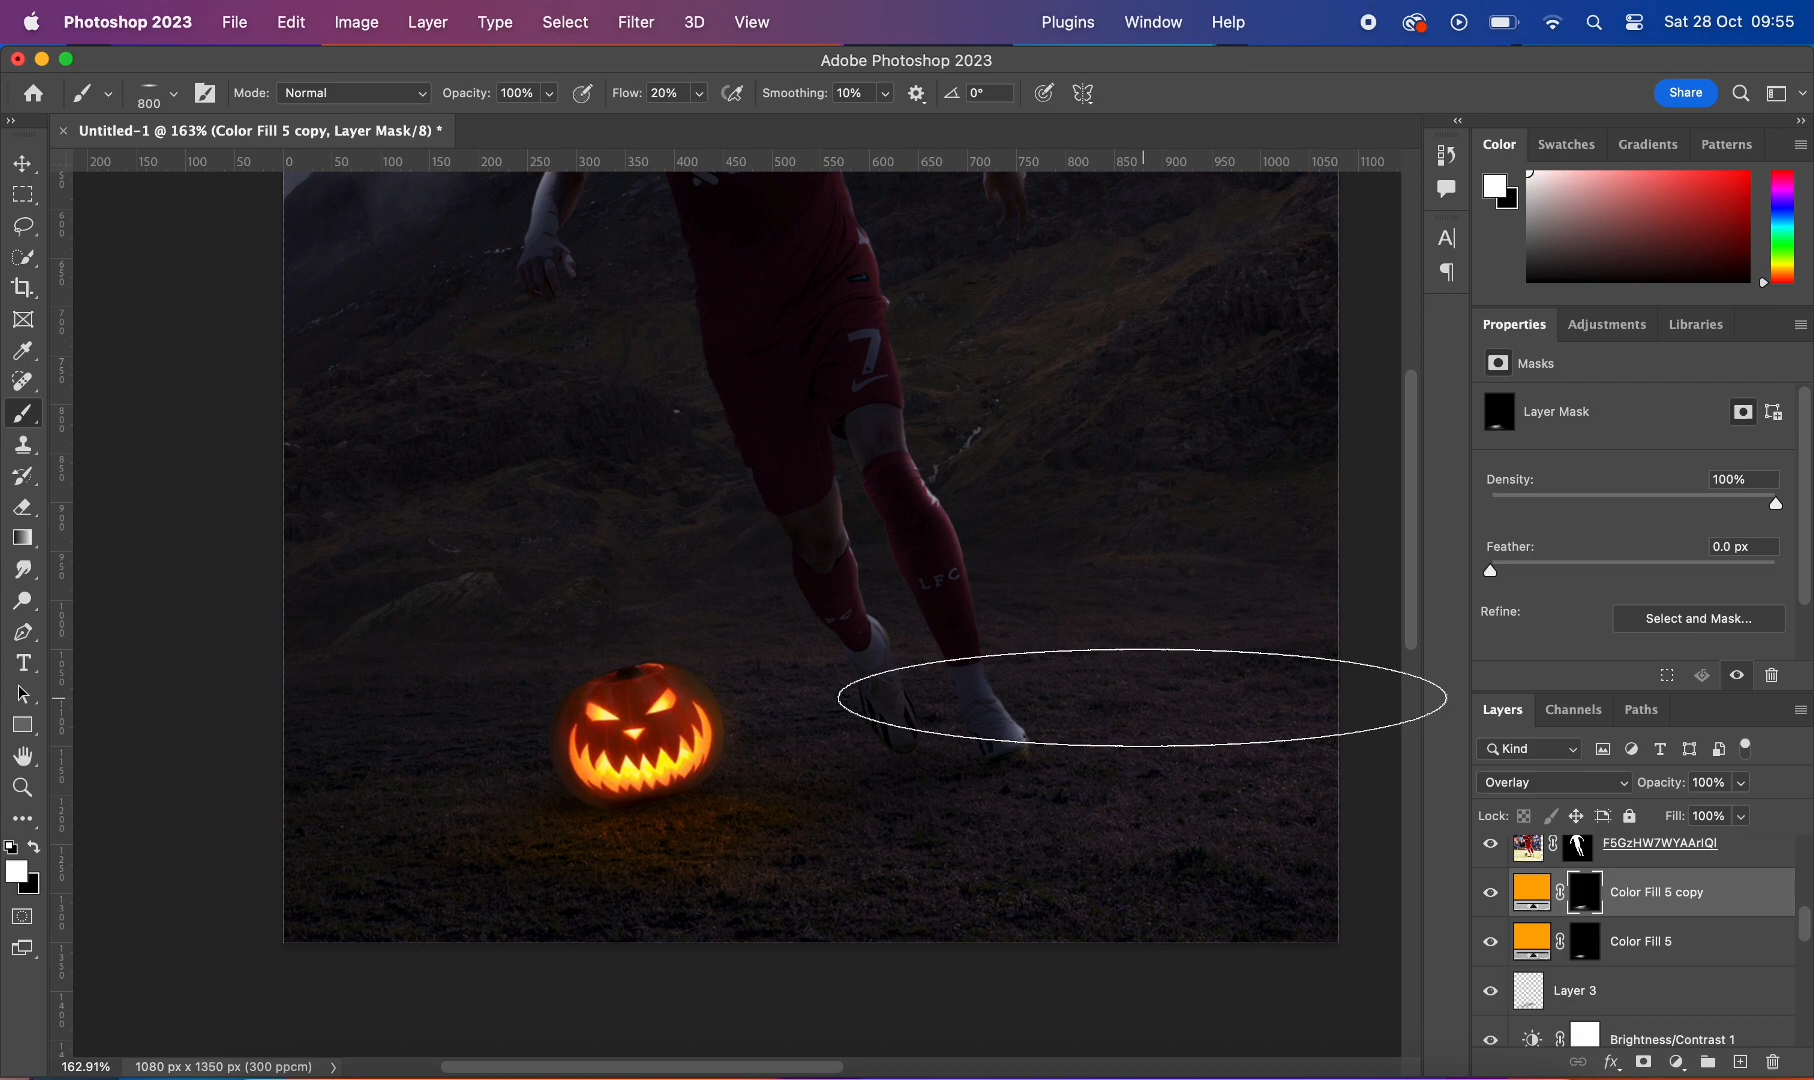 Photoshop 2023 File Edit Image Layer Type Select Filter 3D View Plugins Window Help Sat 28 Oct 09:55
Adobe Photoshop 2023
800 Mode: Normal Opacity: 100% Flow: 20% Smoothing: 10% 0° Share
Untitled-1 @ 163% (Color Fill 5 copy, Layer Mask/8) *
200 150 100 50 0 50 100 150 200 250 300 350 400 450 500 550 600 650 700 750 800 850 900 950 1000 1050 1100
Color Swatches Gradients Patterns
Properties Adjustments Libraries
Masks
Layer Mask
Density: 100%
Feather: 0.0 px
Refine: Select and Mask...
7
LFC
Layers Channels Paths
Kind
Overlay Opacity: 100%
Lock: Fill: 100%
F5GzHW7WYAArIQI
Color Fill 5 copy
Color Fill 5
Layer 3
Brightness/Contrast 1
162.91% 1080 px x 1350 px (300 ppcm)